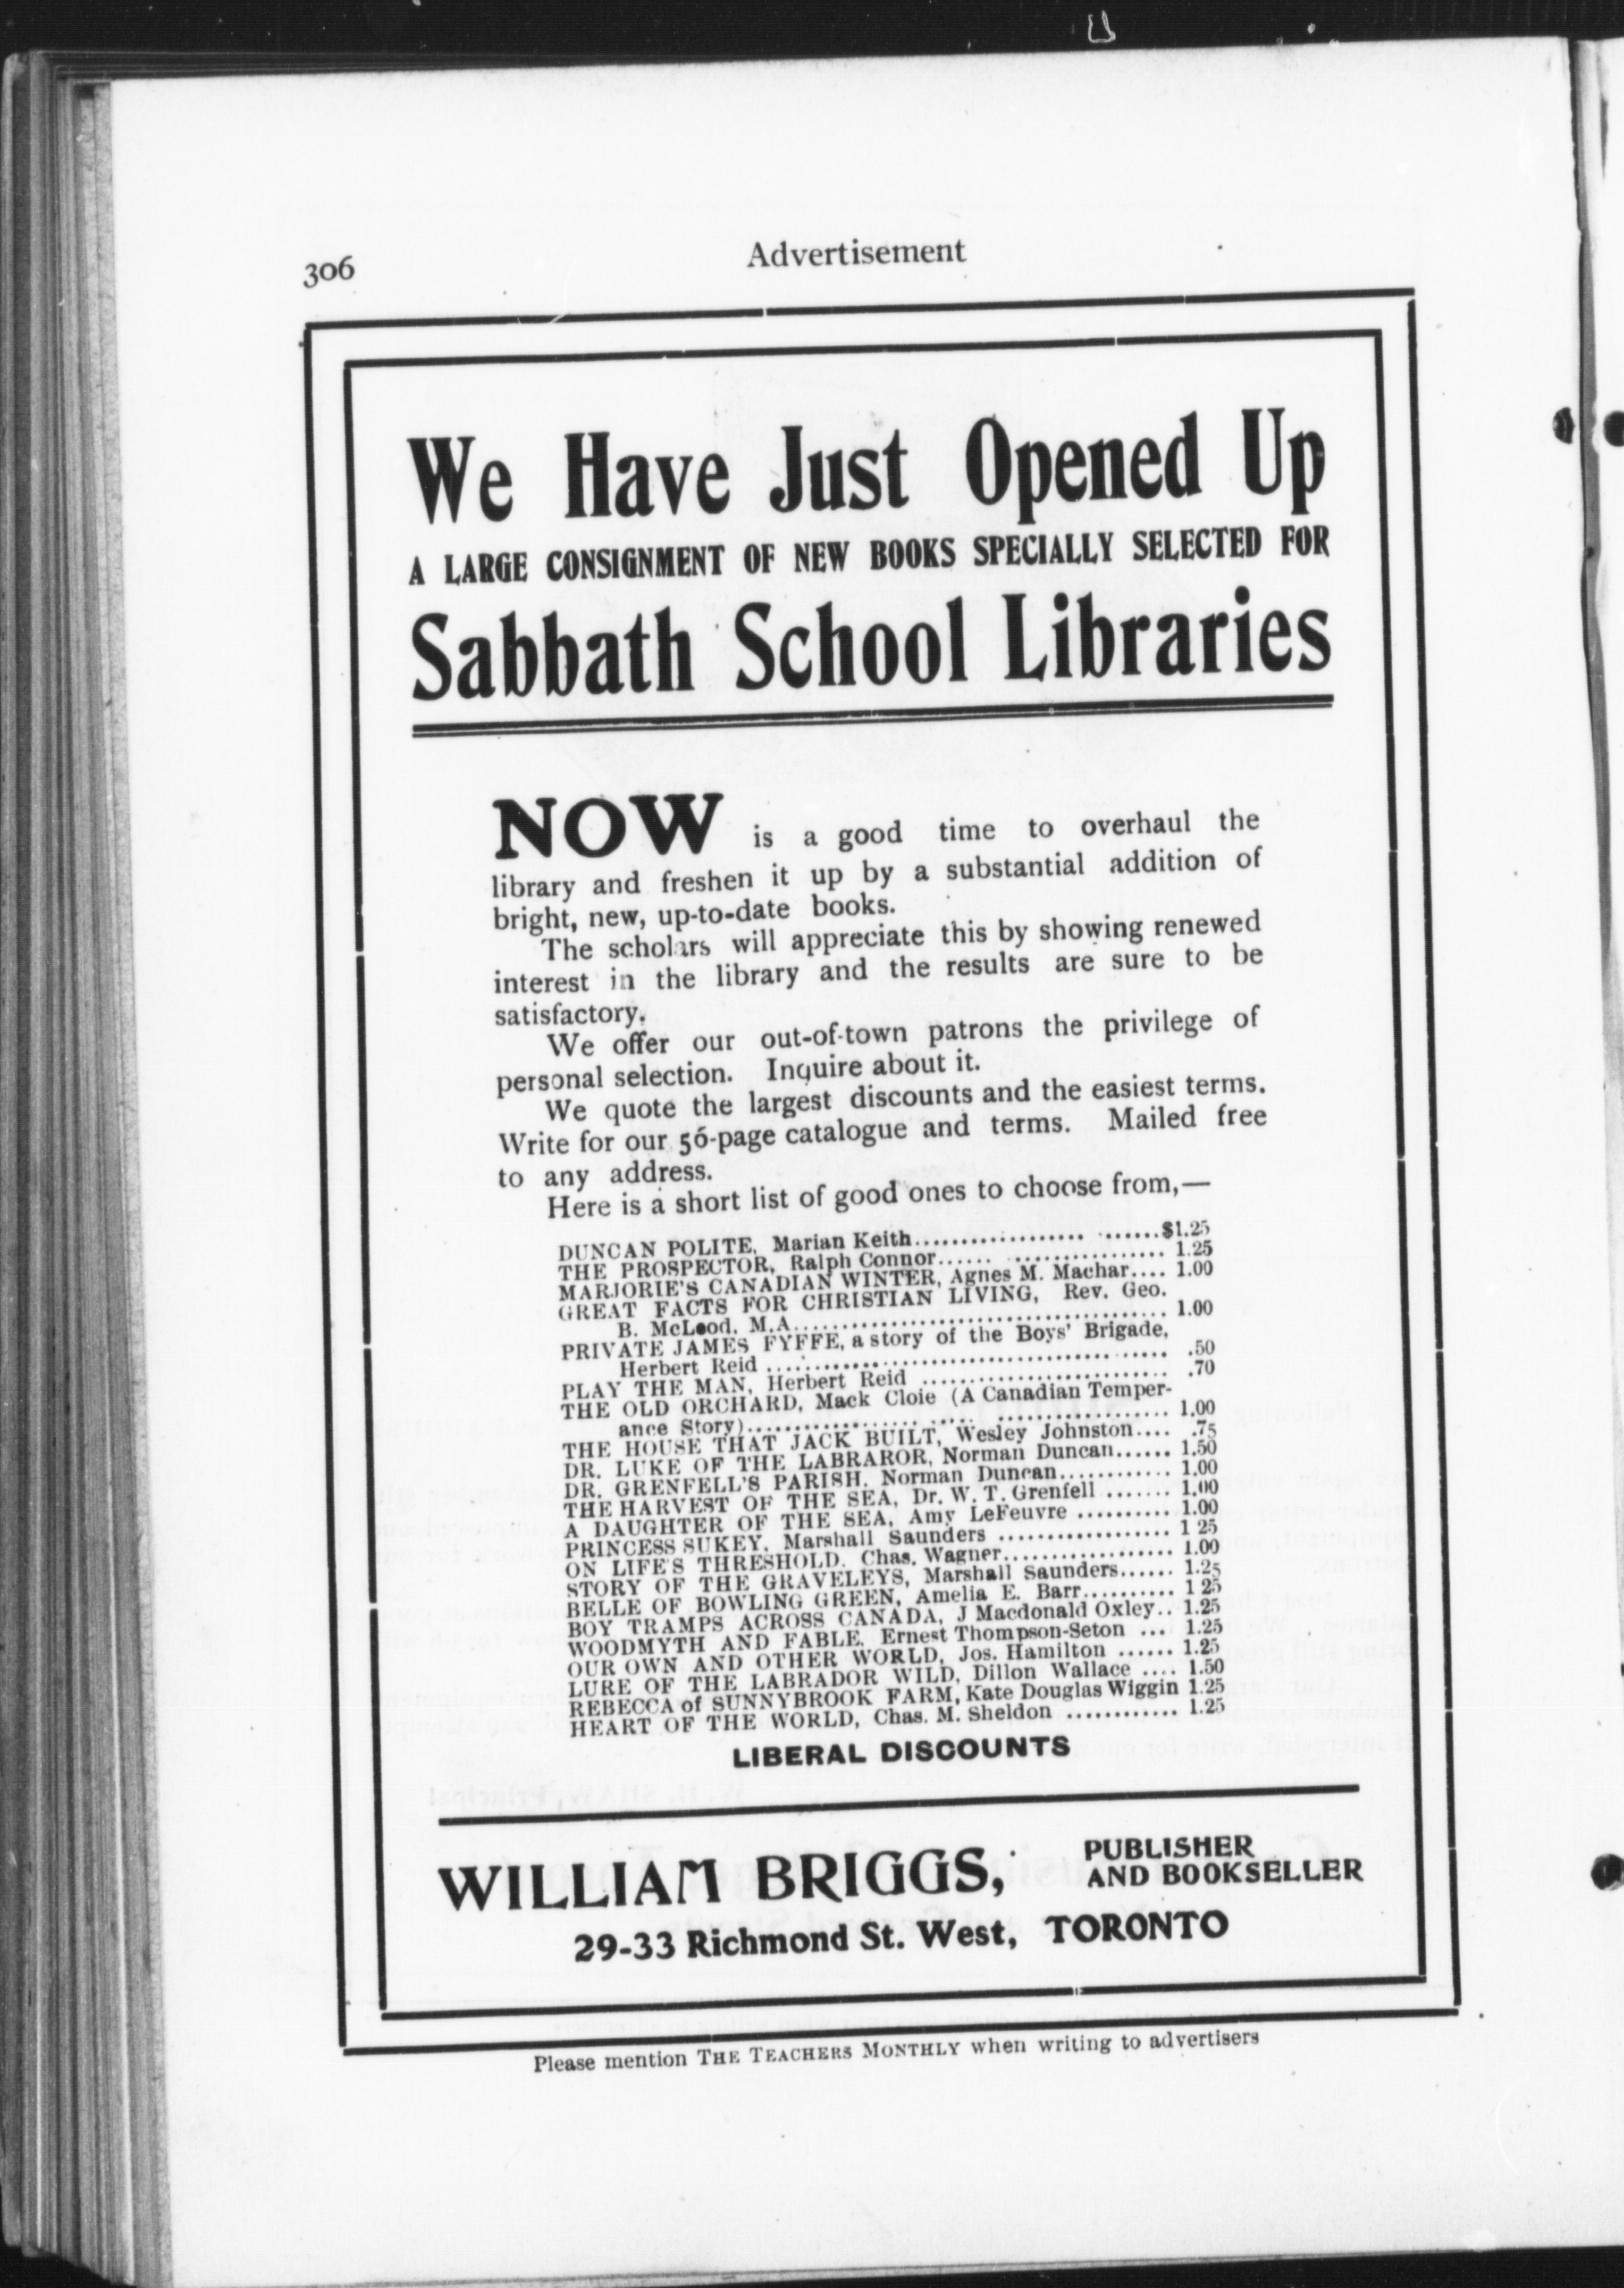 306
Advertisement
We Have Just Opened Up
A LARGE CONSIGNMENT OF NEW BOOKS SPECIALLY SELECTED FOR
Sabbath School Libraries
NOW is a good time to overhaul the
library and freshen it up by a substantial addition of
bright, new, up-to-date books.
The scholars will appreciate this by showing renewed
interest in the library and the results are sure to be
satisfactory.
We offer our out-of-town patrons the privilege of
personal selection. Inquire about it.
We quote the largest discounts and the easiest terms.
Write for our 56-page catalogue and terms. Mailed free
to any address.
Here is a short list of good ones to choose from,—
DUNCAN POLITE, Marian Keith........................$1.25
THE PROSPECTOR, Ralph Connor..................... 1.25
MARJORIE'S CANADIAN WINTER, Agnes M. Machar.... 1.00
GREAT FACTS FOR CHRISTIAN LIVING, Rev. Geo.
B. McLeod, M.A.................................... 1.00
PRIVATE JAMES FYFFE, a story of the Boys' Brigade,
Herbert Reid ...................................... .50
PLAY THE MAN, Herbert Reid ......................... .70
THE OLD ORCHARD, Mack Cloie (A Canadian Temper-
ance Story)........................................ 1.00
THE HOUSE THAT JACK BUILT, Wesley Johnston.... .75
DR. LUKE OF THE LABRAROR, Norman Duncan...... 1.50
DR. GRENFELL'S PARISH, Norman Duncan............ 1.00
THE HARVEST OF THE SEA, Dr. W. T. Grenfell ....... 1.00
A DAUGHTER OF THE SEA, Amy LeFeuvre .......... 1.00
PRINCESS SUKEY, Marshall Saunders .................. 1 25
ON LIFE'S THRESHOLD. Chas. Wagner.................. 1.00
STORY OF THE GRAVELEYS, Marshall Saunders...... 1.25
BELLE OF BOWLING GREEN, Amelia E. Barr.......... 1 25
BOY TRAMPS ACROSS CANADA, J Macdonald Oxley.. 1.25
WOODMYTH AND FABLE, Ernest Thompson-Seton ... 1.25
OUR OWN AND OTHER WORLD, Jos. Hamilton ...... 1.25
LURE OF THE LABRADOR WILD, Dillon Wallace .... 1.50
REBECCA of SUNNYBROOK FARM, Kate Douglas Wiggin 1.25
HEART OF THE WORLD, Chas. M. Sheldon ............ 1.25
LIBERAL DISCOUNTS
WILLIAM BRIGGS, PUBLISHER
AND BOOKSELLER
29-33 Richmond St. West, TORONTO
Please mention THE TEACHERS MONTHLY when writing to advertisers